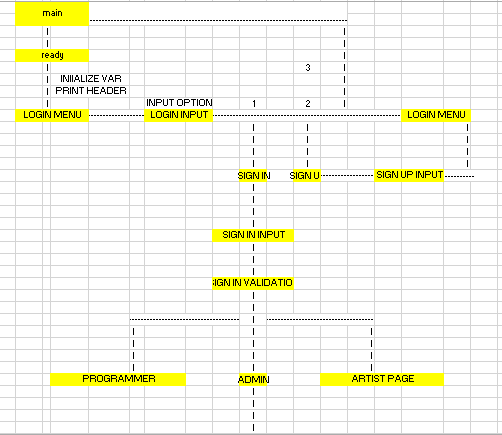 main
ready
3
INIIALIZE VAR
PRINT HEADER
INPUT OPTION 1 2
LOGIN MENU LOGIN INPUT LOGIN MENU
SIGN IN SIGN U SIGN UP INPUT
SIGN IN INPUT
SIGN IN VALIDATIO
PROGRAMMER ADMIN ARTIST PAGE